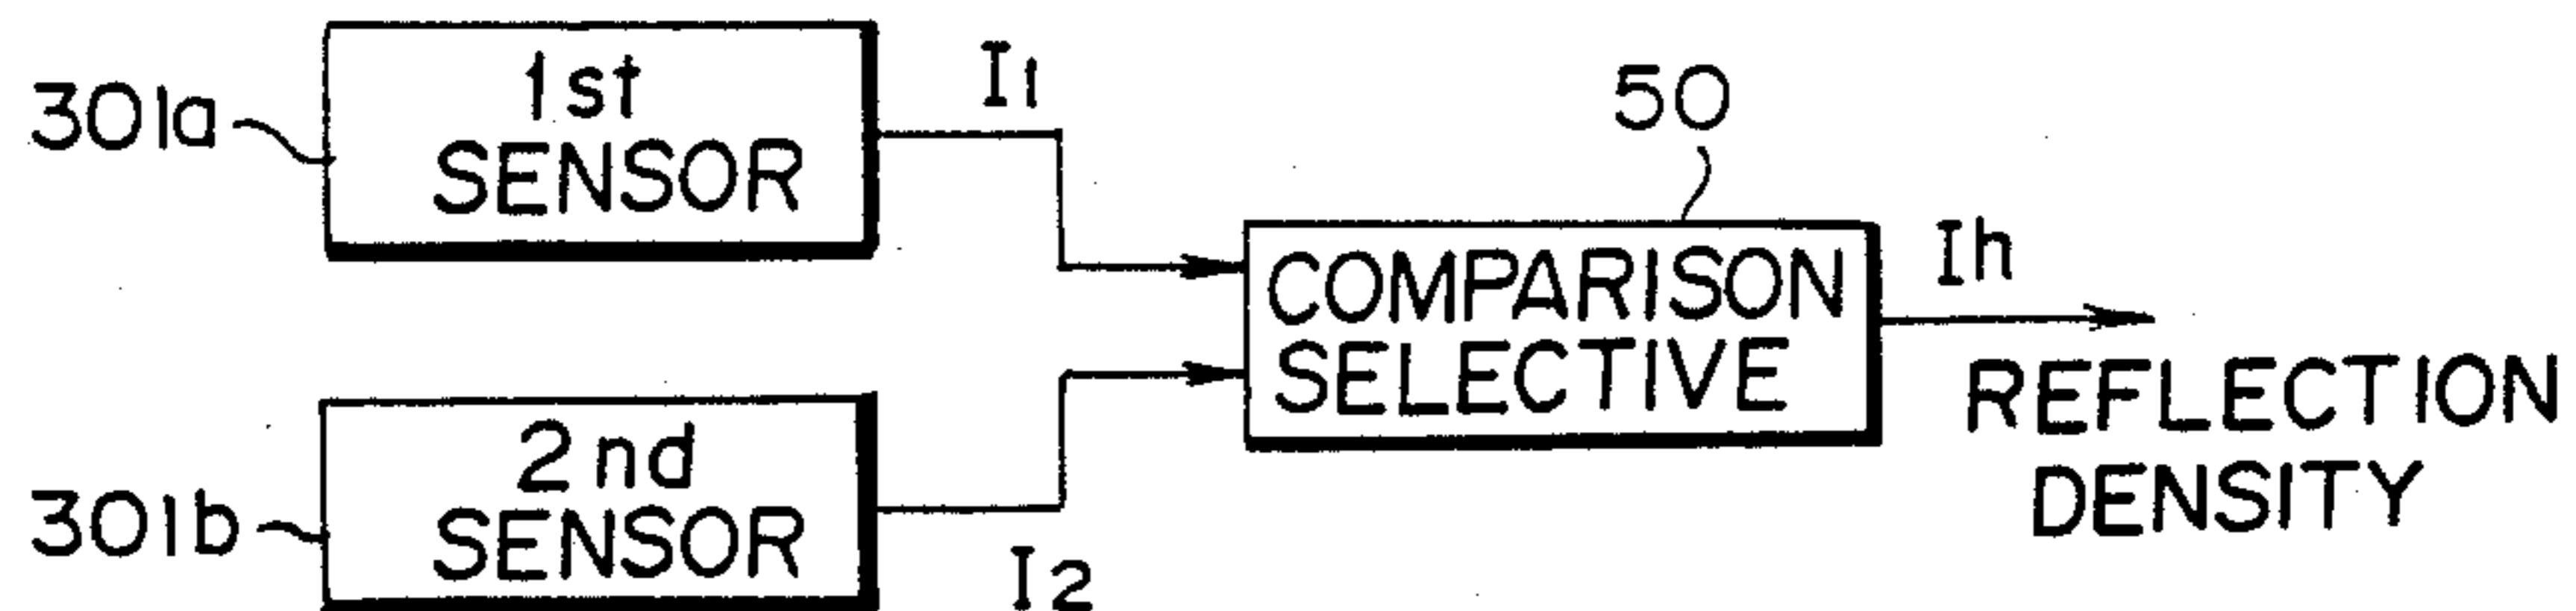 301a
1st
SENSOR
I1
50
COMPARISON
SELECTIVE
Ih
REFLECTION
DENSITY
301b
2nd
SENSOR
I2